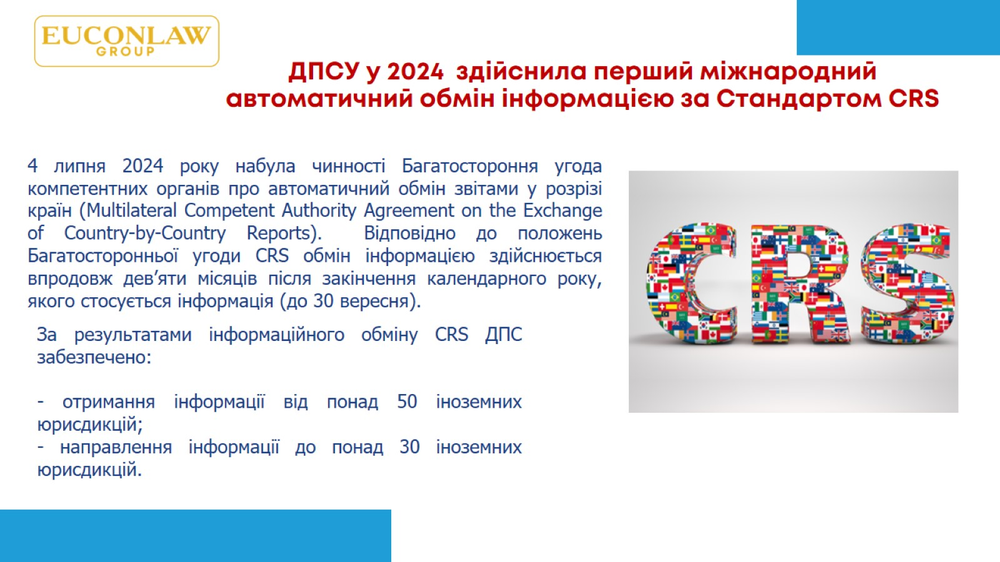 EUCONLAW
GROUP
ДПСУ у 2024 здійснила перший міжнародний
автоматичний обмін інформацією за Стандартом CRS
4 липня 2024 року набула чинності Багатостороння угода
компетентних органів про автоматичний обмін звітами у розрізі
країн (Multilateral Competent Authority Agreement on the Exchange
of Country-by-Country Reports). Відповідно до положень
Багатосторонньої угоди CRS обмін інформацією здійснюється
впродовж дев’яти місяців після закінчення календарного року,
якого стосується інформація (до 30 вересня).
CRS
За результатами інформаційного обміну CRS ДПС
забезпечено:
- отримання інформації від понад 50 іноземних
юрисдикцій;
- направлення інформації до понад 30 іноземних
юрисдикцій.